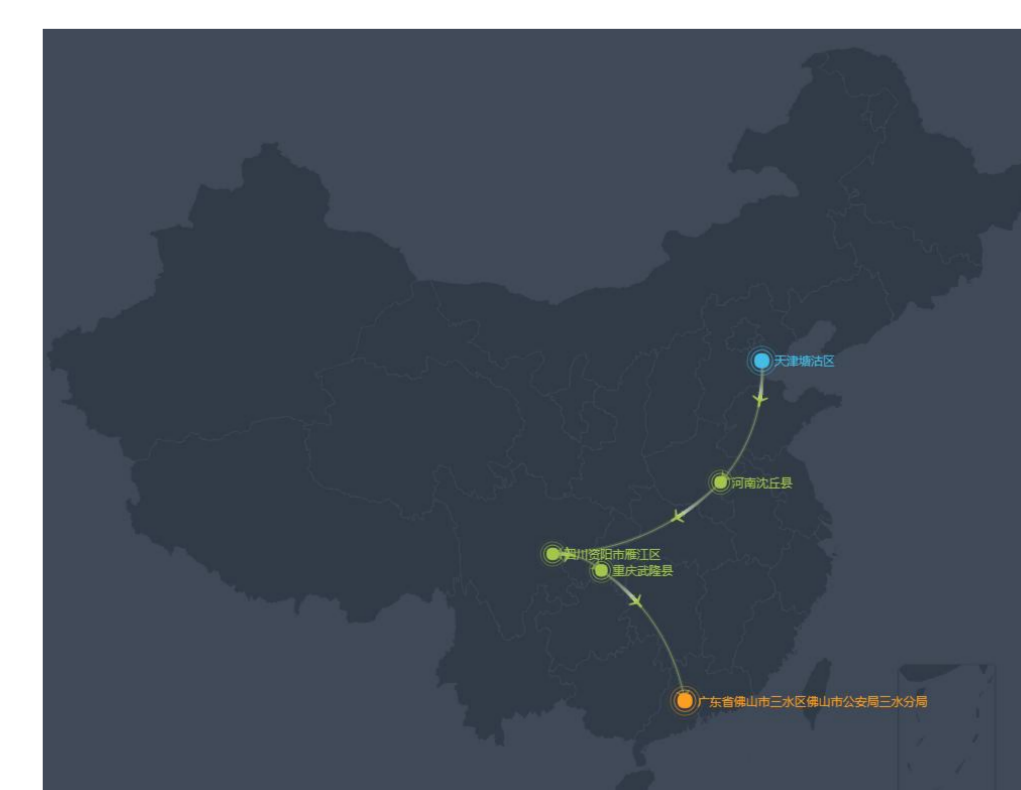 天津塘沽区
河南沈丘县
四川资阳市雁江区
重庆武隆县
广东省佛山市三水区佛山市公安局三水分局